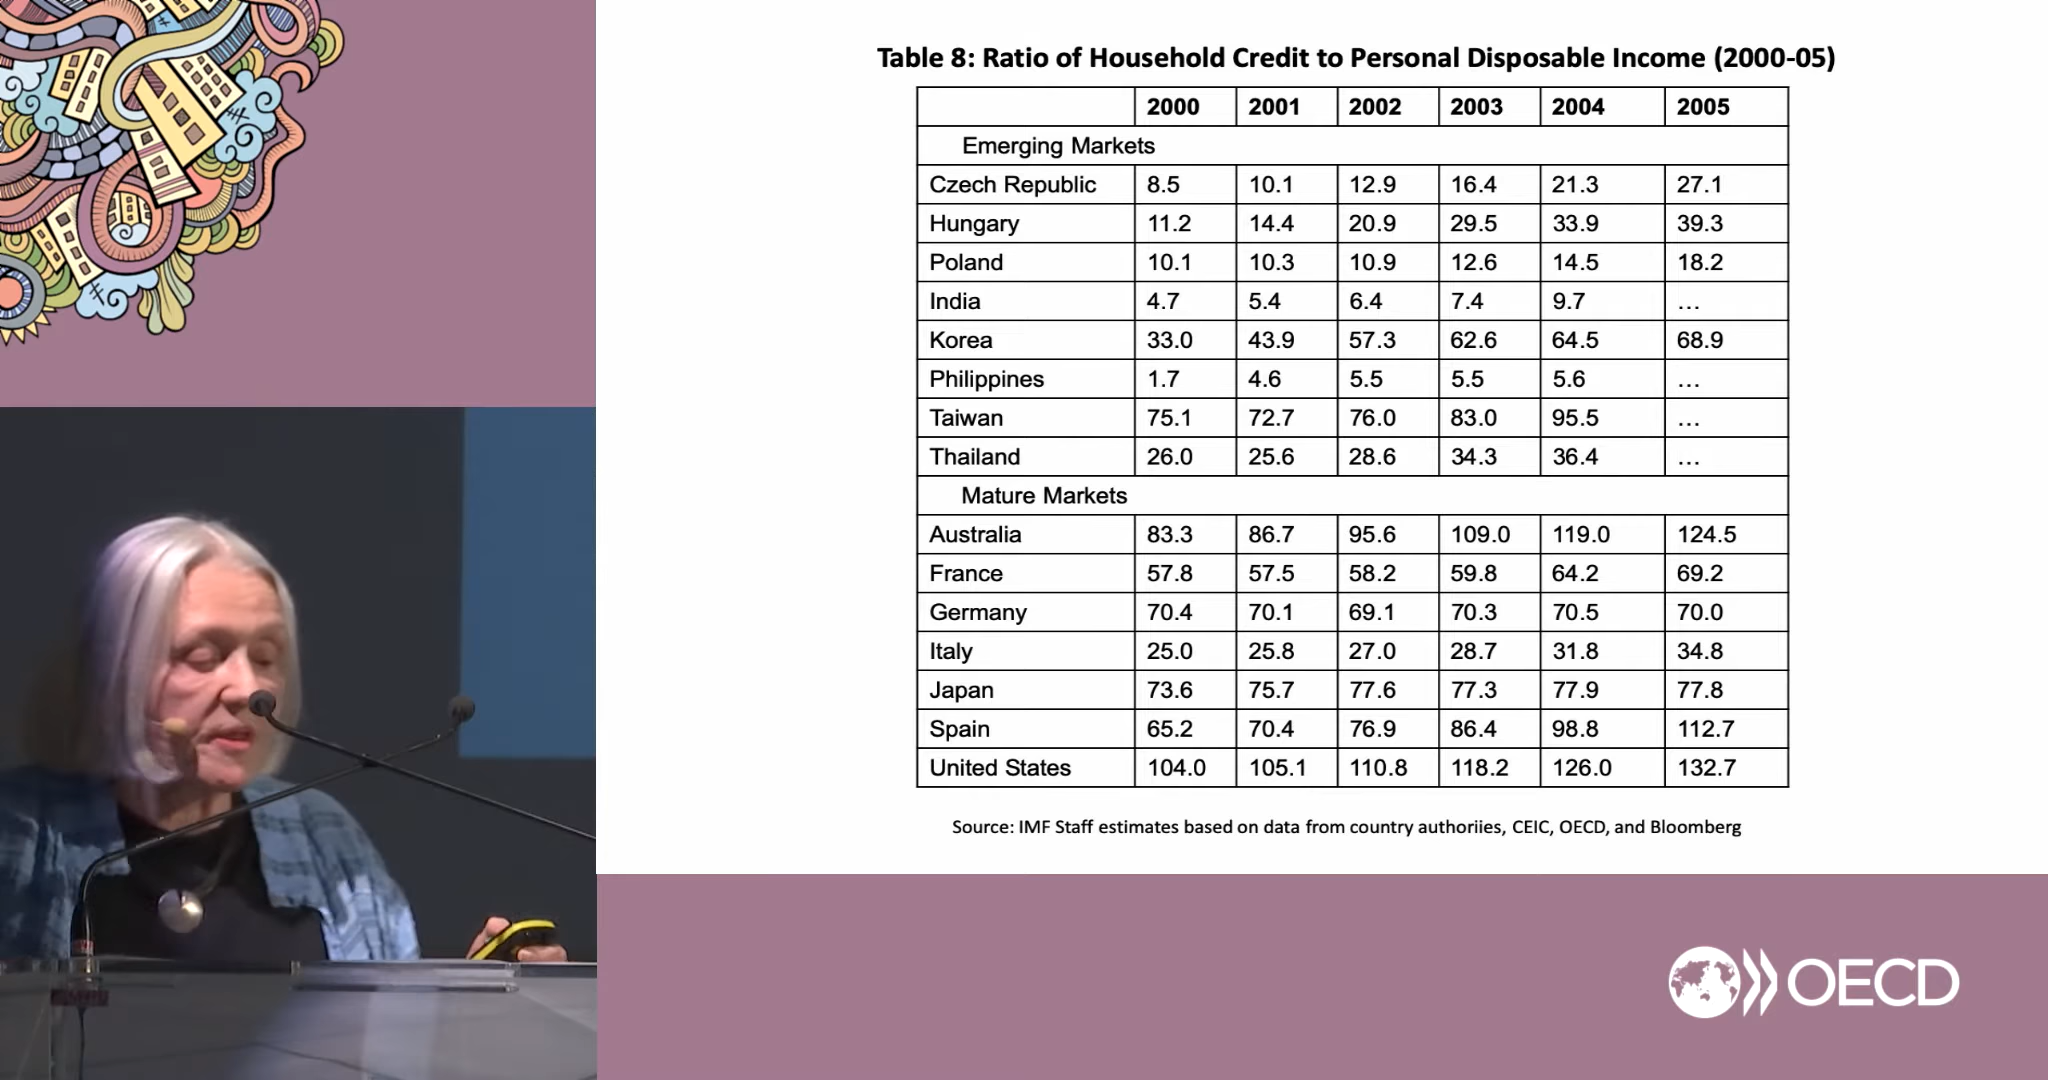 Table 8: Ratio of Household Credit to Personal Disposable Income (2000-05)
2000 2001 2002 2003 2004 2005
Emerging Markets
Czech Republic 8.5 10.1 12.9 16.4 21.3 27.1
Hungary 11.2 14.4 20.9 29.5 33.9 39.3
Poland 10.1 10.3 10.9 12.6 14.5 18.2
India 4.7 5.4 6.4 7.4 9.7 …
Korea 33.0 43.9 57.3 62.6 64.5 68.9
Philippines 1.7 4.6 5.5 5.5 5.6 …
Taiwan 75.1 72.7 76.0 83.0 95.5 …
Thailand 26.0 25.6 28.6 34.3 36.4 …
Mature Markets
Australia 83.3 86.7 95.6 109.0 119.0 124.5
France 57.8 57.5 58.2 59.8 64.2 69.2
Germany 70.4 70.1 69.1 70.3 70.5 70.0
Italy 25.0 25.8 27.0 28.7 31.8 34.8
Japan 73.6 75.7 77.6 77.3 77.9 77.8
Spain 65.2 70.4 76.9 86.4 98.8 112.7
United States 104.0 105.1 110.8 118.2 126.0 132.7
Source: IMF Staff estimates based on data from country authoriies, CEIC, OECD, and Bloomberg
OECD